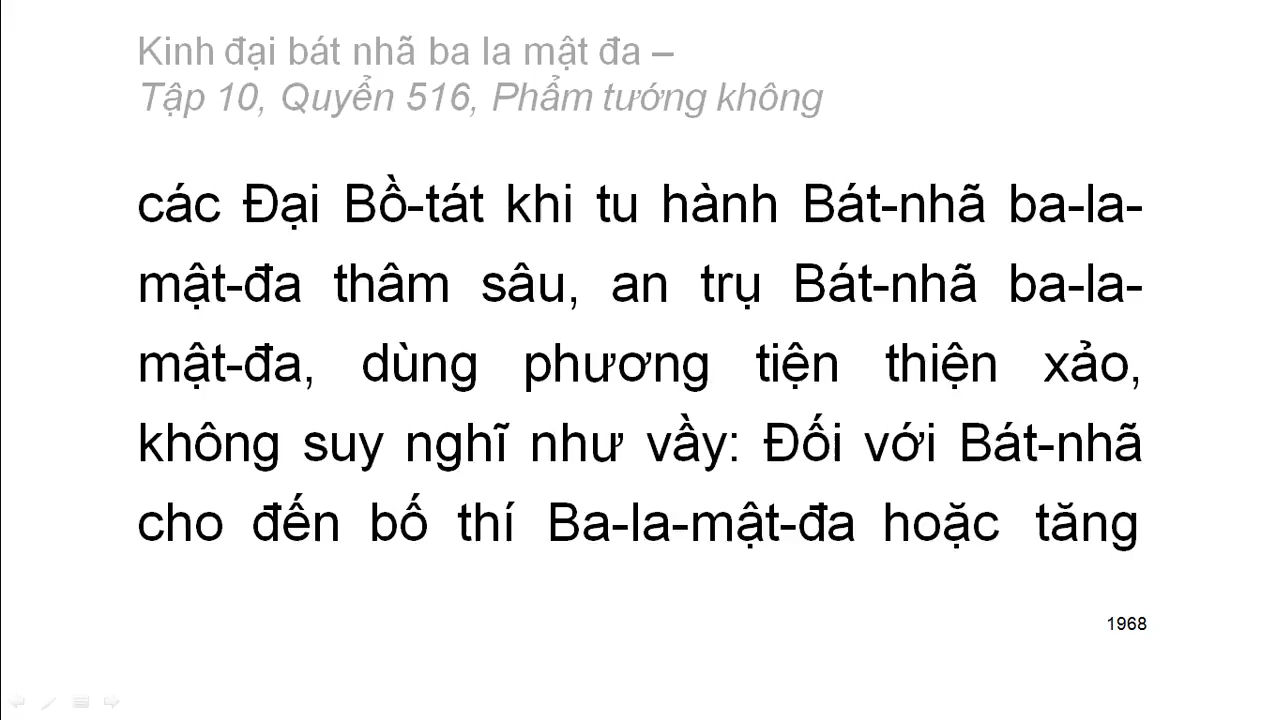 Kinh đại bát nhã ba la mật đa –
Tập 10, Quyển 516, Phẩm tướng không
các Đại Bồ-tát khi tu hành Bát-nhã ba-la-
mật-đa thâm sâu, an trụ Bát-nhã ba-la-
mật-đa, dùng phương tiện thiện xảo,
không suy nghĩ như vầy: Đối với Bát-nhã
cho đến bố thí Ba-la-mật-đa hoặc tăng
1968